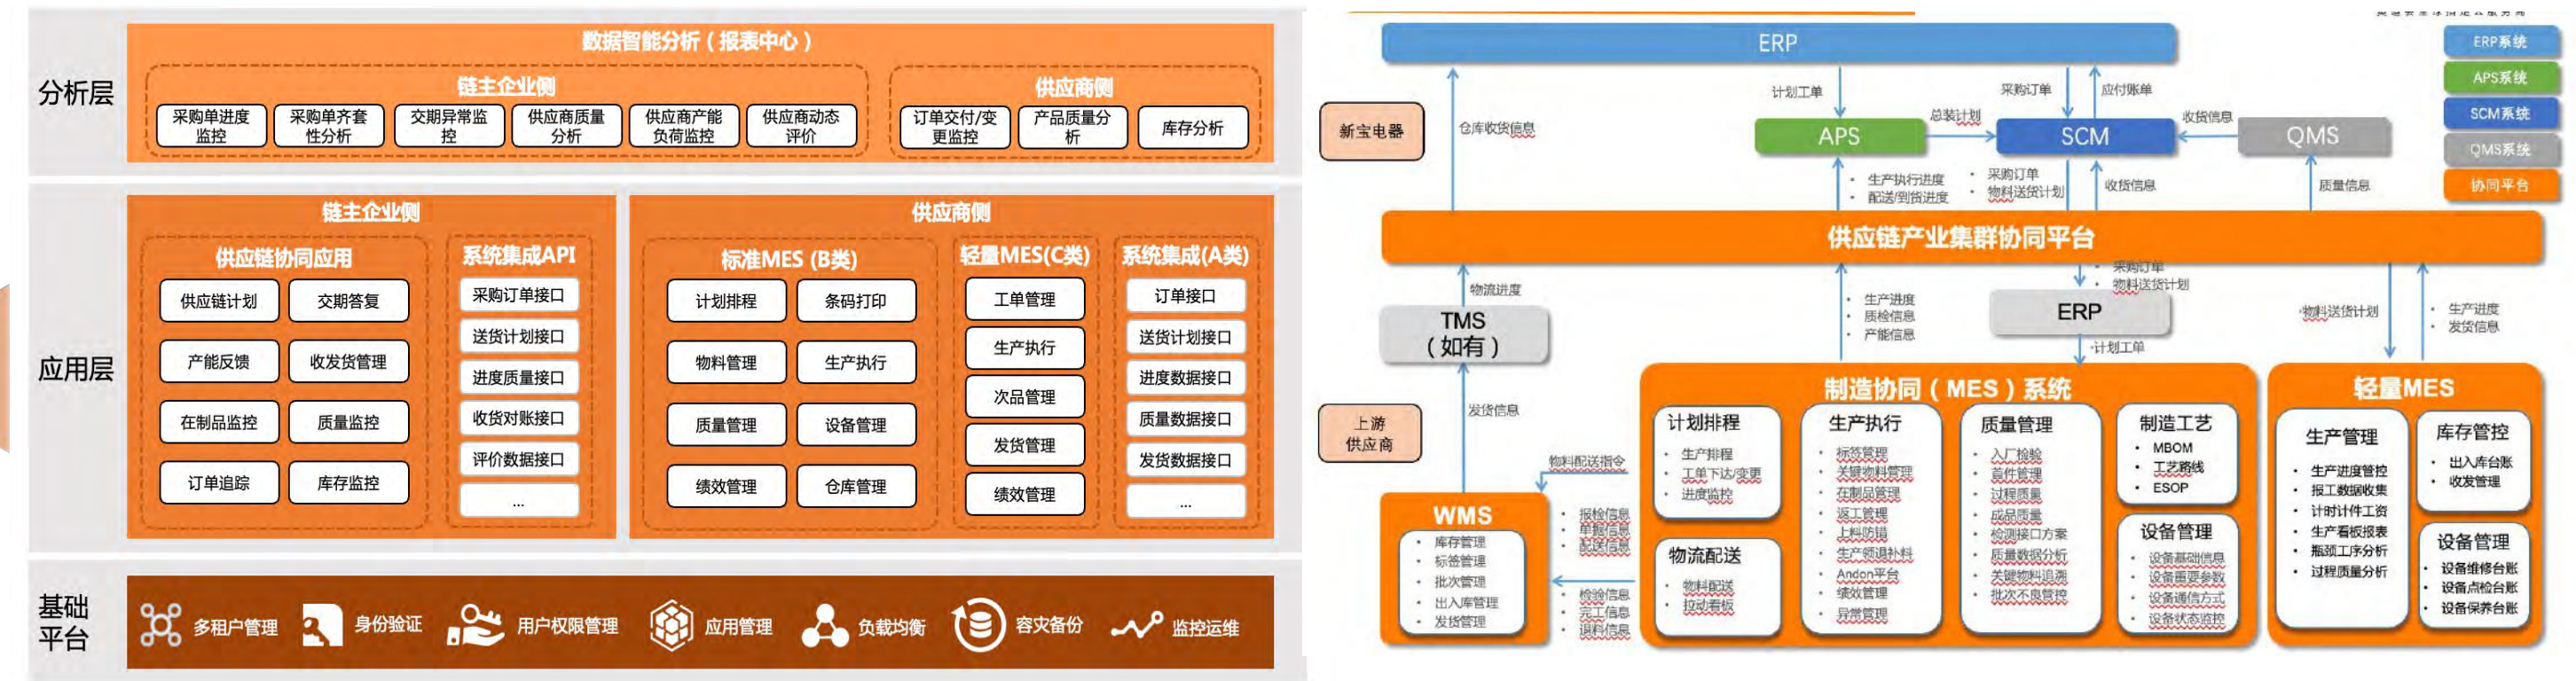 分析层
数据智能分析（报表中心）
链主企业侧
采购单进度
监控
采购单齐套
性分析
交期异常监
控
供应商质量
分析
供应商产能
负荷监控
供应商动态
评价
供应商侧
订单交付/变
更监控
产品质量分
析
库存分析
应用层
链主企业侧
供应链协同应用
供应链计划
交期答复
产能反馈
收发货管理
在制品监控
质量监控
订单追踪
库存监控
系统集成API
采购订单接口
送货计划接口
进度质量接口
收货对账接口
评价数据接口
...
供应商侧
标准MES (B类)
计划排程
条码打印
物料管理
生产执行
质量管理
设备管理
绩效管理
仓库管理
轻量MES(C类)
工单管理
生产执行
次品管理
发货管理
绩效管理
系统集成(A类)
订单接口
送货计划接口
进度数据接口
质量数据接口
发货数据接口
...
基础
平台
多租户管理
身份验证
用户权限管理
应用管理
负载均衡
容灾备份
监控运维
ERP
ERP系统
APS系统
SCM系统
QMS系统
协同平台
新宝电器
仓库收货信息
计划工单
采购订单
应付账单
APS
总装计划
SCM
收货信息
QMS
• 生产执行进度
• 配送/到货进度
• 采购订单
• 物料送货计划
收货信息
质量信息
供应链产业集群协同平台
物流进度
TMS
（如有）
发货信息
上游
供应商
• 生产进度
• 质检信息
• 产能信息
• 采购订单
• 物料送货计划
ERP
·计划工单
·物料送货计划
• 生产进度
• 发货信息
物料配送指令
WMS
• 库存管理
• 标签管理
• 批次管理
• 出入库管理
• 发货管理
• 报检信息
• 单据信息
• 配送信息
• 检验信息
• 完工信息
• 退料信息
制造协同（MES）系统
计划排程
• 生产排程
• 工单下达/变更
• 进度监控
物流配送
• 物料配送
• 拉动看板
生产执行
• 标签管理
• 关键物料管理
• 在制品管理
• 返工管理
• 上料防错
• 生产领退补料
• Andon平台
• 绩效管理
• 异常管理
质量管理
• 入厂检验
• 首件管理
• 过程质量
• 成品质量
• 检测接口方案
• 质量数据分析
• 关键物料追溯
• 批次不良管控
制造工艺
• MBOM
• 工艺路线
• ESOP
设备管理
• 设备基础信息
• 设备重要参数
• 设备通信方式
• 设备状态监控
轻量MES
生产管理
• 生产进度管控
• 报工数据收集
• 计时计件工资
• 生产看板报表
• 瓶颈工序分析
• 过程质量分析
库存管控
• 出入库台账
• 收发管理
设备管理
• 设备维修台账
• 设备点检台账
• 设备保养台账